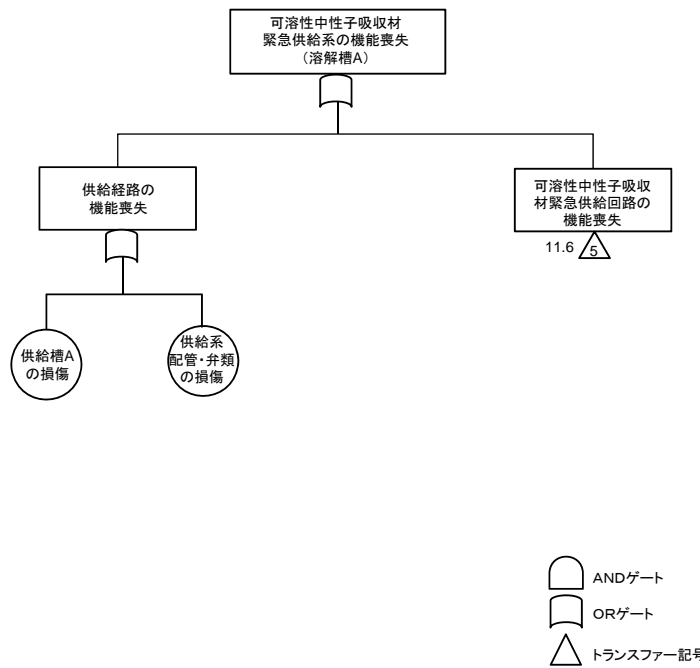 可溶性中性子吸収材
緊急供給系の機能喪失
（溶解槽A）
供給経路の
機能喪失
可溶性中性子吸収
材緊急供給回路の
機能喪失
11.6 5
供給槽A
の損傷
供給系
配管・弁類
の損傷
ANDゲート
ORゲート
トランスファー記号